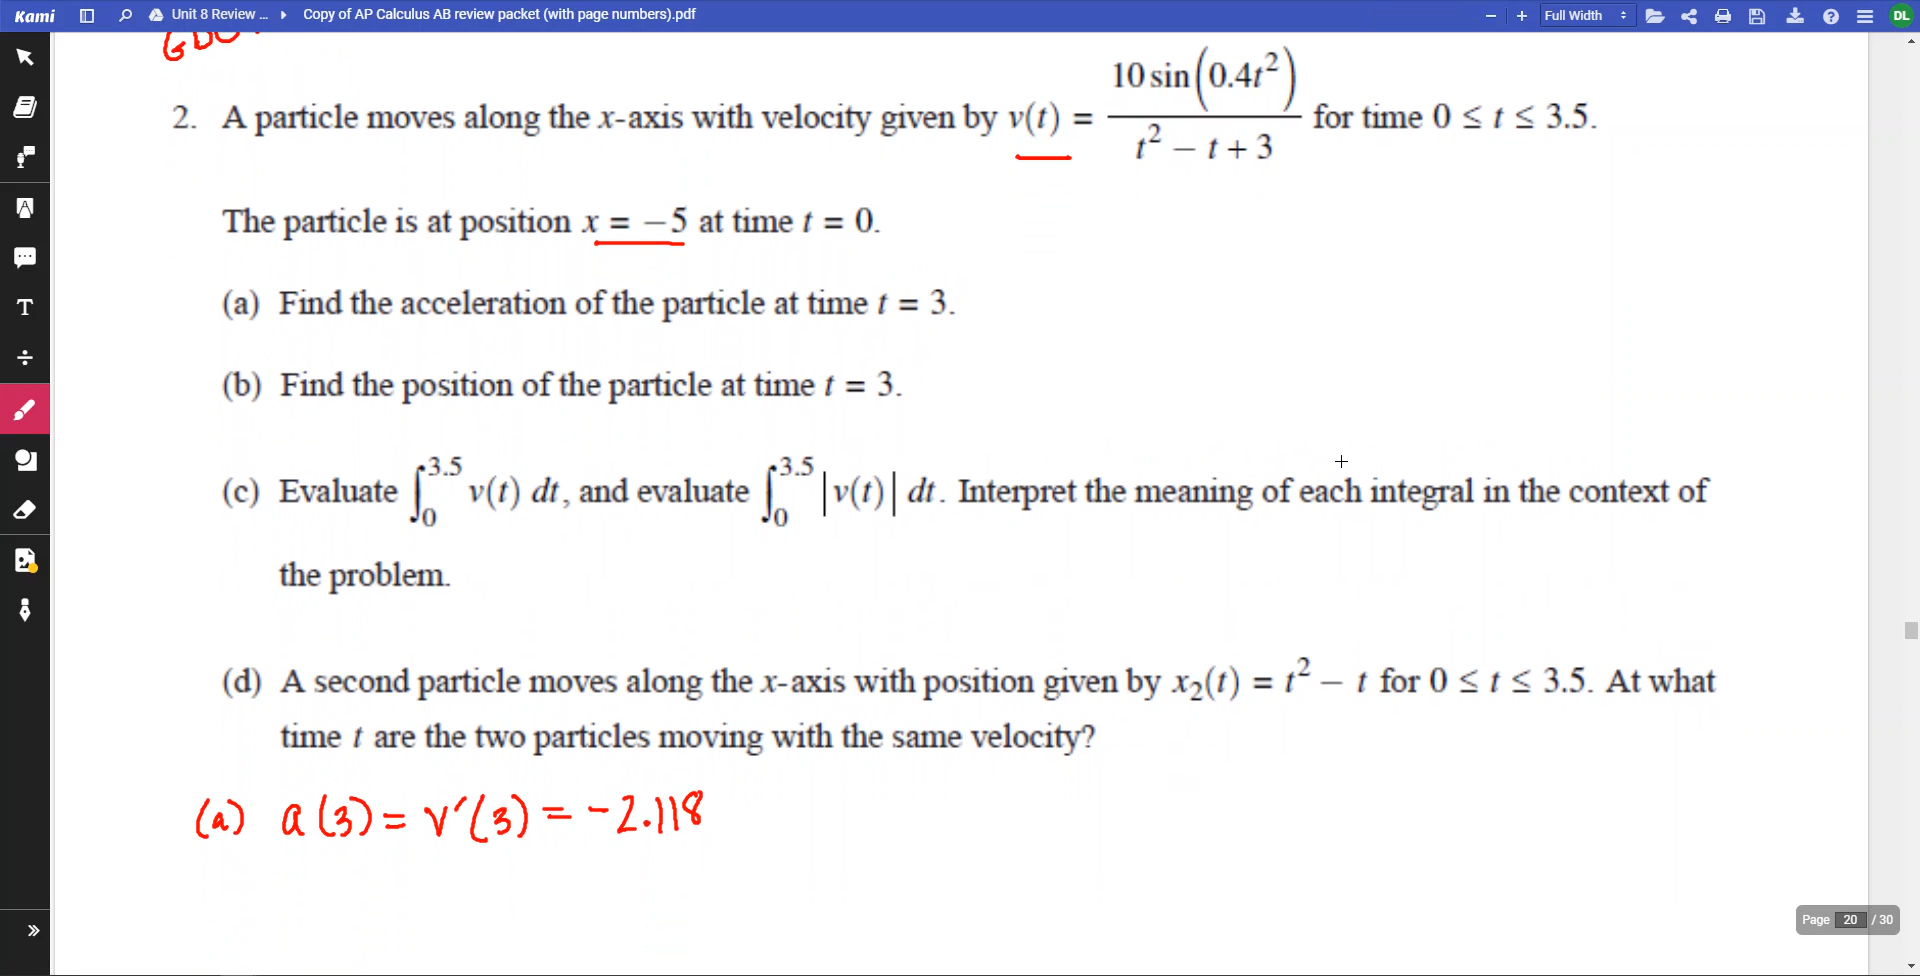 Kami Unit 8 Review ... Copy of AP Calculus AB review packet (with page numbers).pdf Full Width DL
2. A particle moves along the x-axis with velocity given by v(t) = 10 sin(0.4t²) / (t² − t + 3) for time 0 ≤ t ≤ 3.5.
The particle is at position x = −5 at time t = 0.
(a) Find the acceleration of the particle at time t = 3.
(b) Find the position of the particle at time t = 3.
(c) Evaluate ∫₀^3.5 v(t) dt, and evaluate ∫₀^3.5 |v(t)| dt. Interpret the meaning of each integral in the context of
the problem.
(d) A second particle moves along the x-axis with position given by x₂(t) = t² − t for 0 ≤ t ≤ 3.5. At what
time t are the two particles moving with the same velocity?
(a) a(3) = v′(3) = −2.118
Page 20 / 30